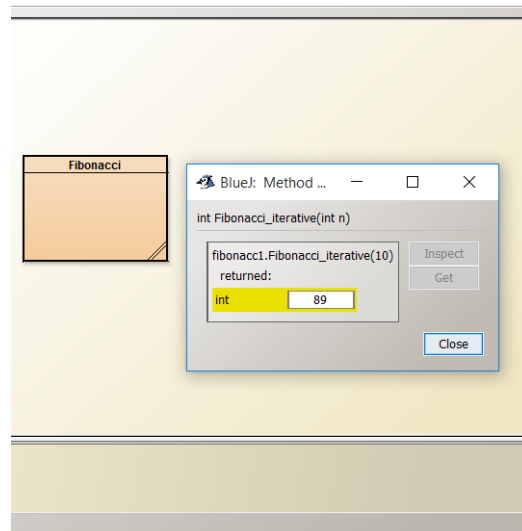 Fibonacci
BlueJ: Method ...
int Fibonacci_iterative(int n)
fibonacc1.Fibonacci_iterative(10)
returned:
int 89
Inspect
Get
Close